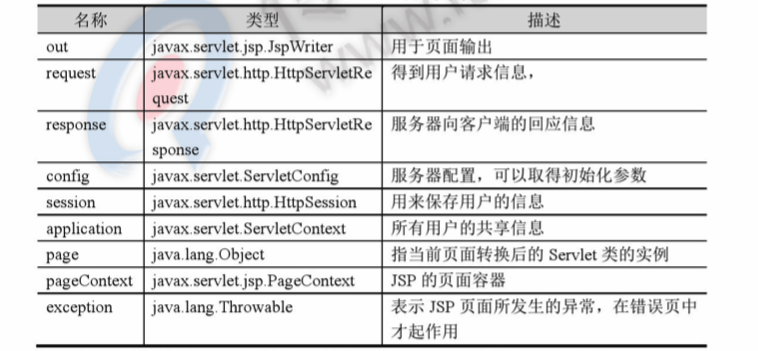 名称 类型 描述
out javax.servlet.jsp.JspWriter 用于页面输出
request javax.servlet.http.HttpServletRe 得到用户请求信息，
quest
response javax.servlet.http.HttpServletRe 服务器向客户端的回应信息
sponse
config javax.servlet.ServletConfig 服务器配置，可以取得初始化参数
session javax.servlet.http.HttpSession 用来保存用户的信息
application javax.servlet.ServletContext 所有用户的共享信息
page java.lang.Object 指当前页面转换后的 Servlet 类的实例
pageContext javax.servlet.jsp.PageContext JSP 的页面容器
exception java.lang.Throwable 表示 JSP 页面所发生的异常，在错误页中
才起作用